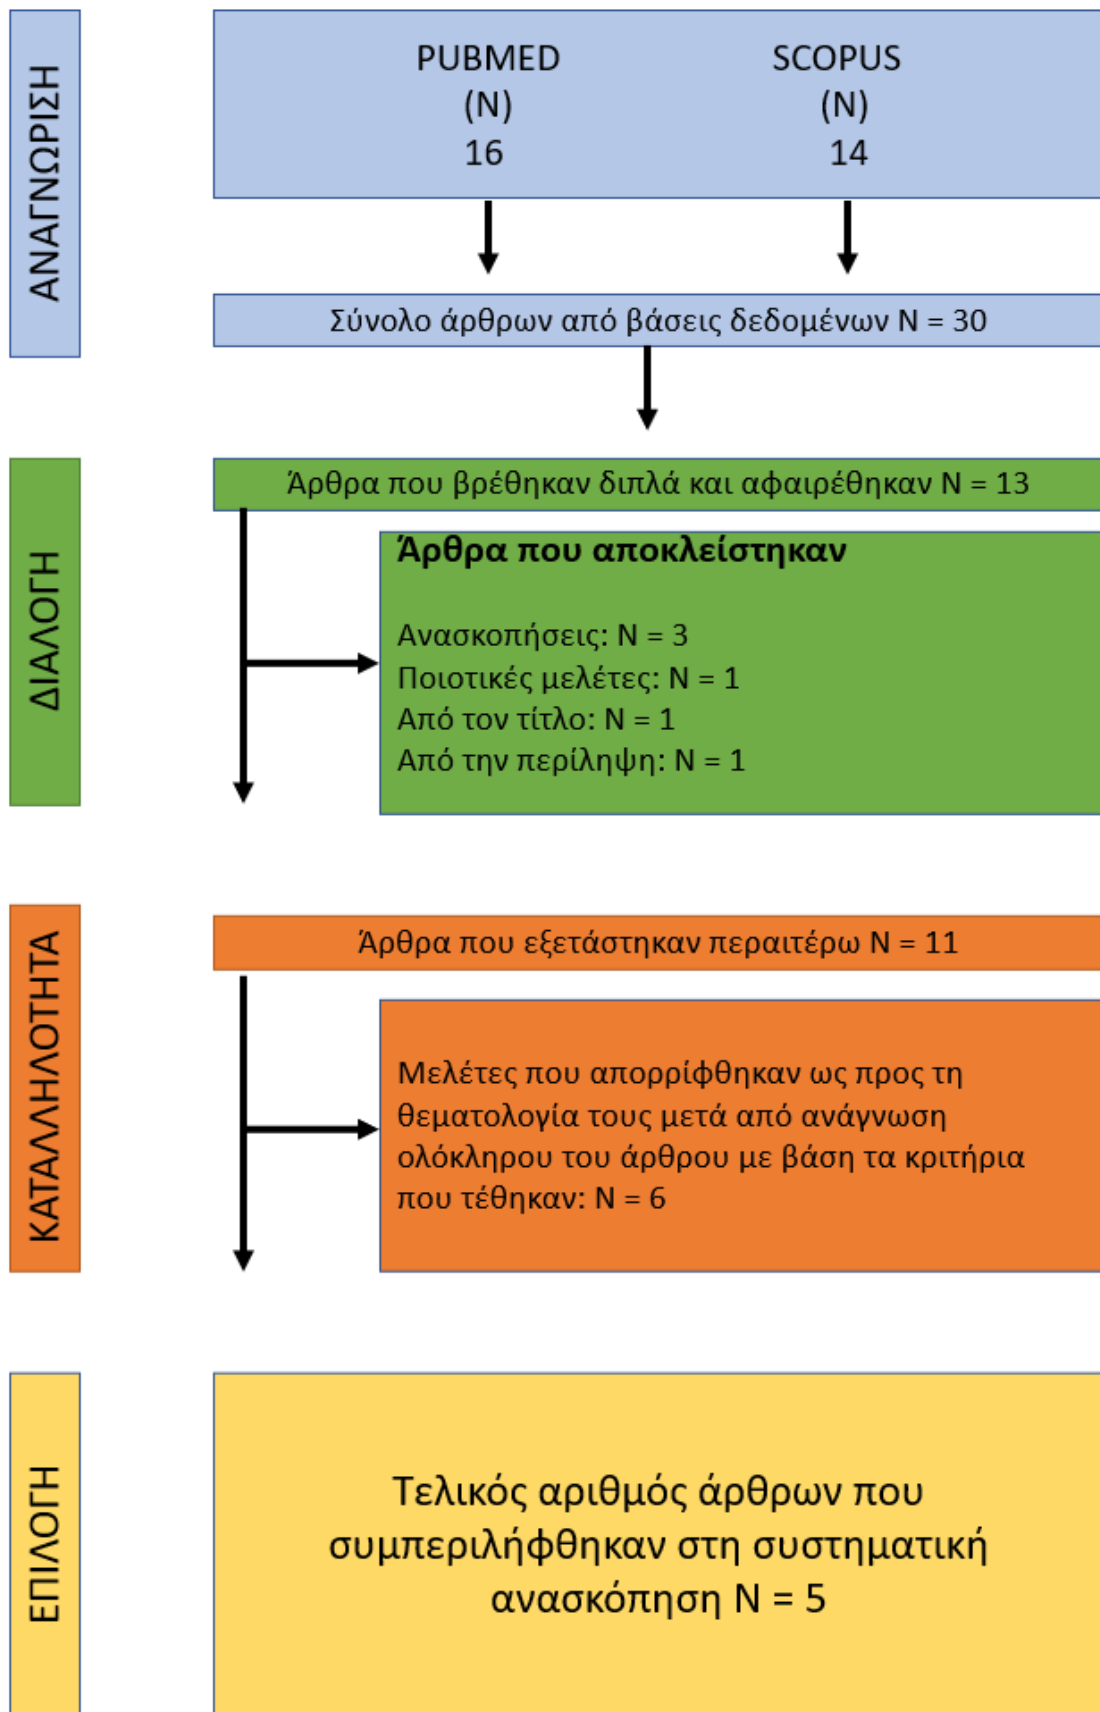 ΑΝΑΓΝΩΡΙΣΗ
PUBMED
(N)
16
SCOPUS
(N)
14
Σύνολο άρθρων από βάσεις δεδομένων N = 30
ΔΙΑΛΟΓΗ
Άρθρα που βρέθηκαν διπλά και αφαιρέθηκαν N = 13
Άρθρα που αποκλείστηκαν
Ανασκοπήσεις: N = 3
Ποιοτικές μελέτες: N = 1
Από τον τίτλο: N = 1
Από την περίληψη: N = 1
ΚΑΤΑΛΛΗΛΟΤΗΤΑ
Άρθρα που εξετάστηκαν περαιτέρω N = 11
Μελέτες που απορρίφθηκαν ως προς τη
θεματολογία τους μετά από ανάγνωση
ολόκληρου του άρθρου με βάση τα κριτήρια
που τέθηκαν: N = 6
ΕΠΙΛΟΓΗ
Τελικός αριθμός άρθρων που
συμπεριλήφθηκαν στη συστηματική
ανασκόπηση N = 5